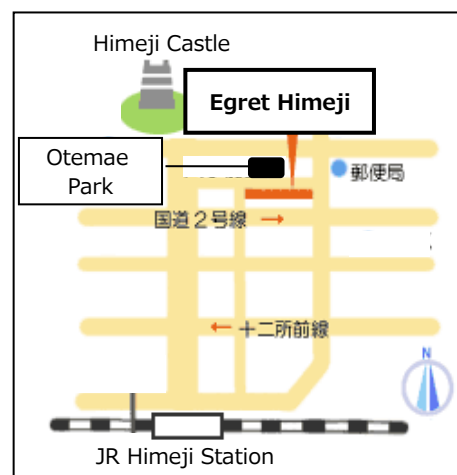 Himeji Castle
Egret Himeji
Otemae
Park
郵便局
国道2号線 →
← 十二所前線
N
JR Himeji Station